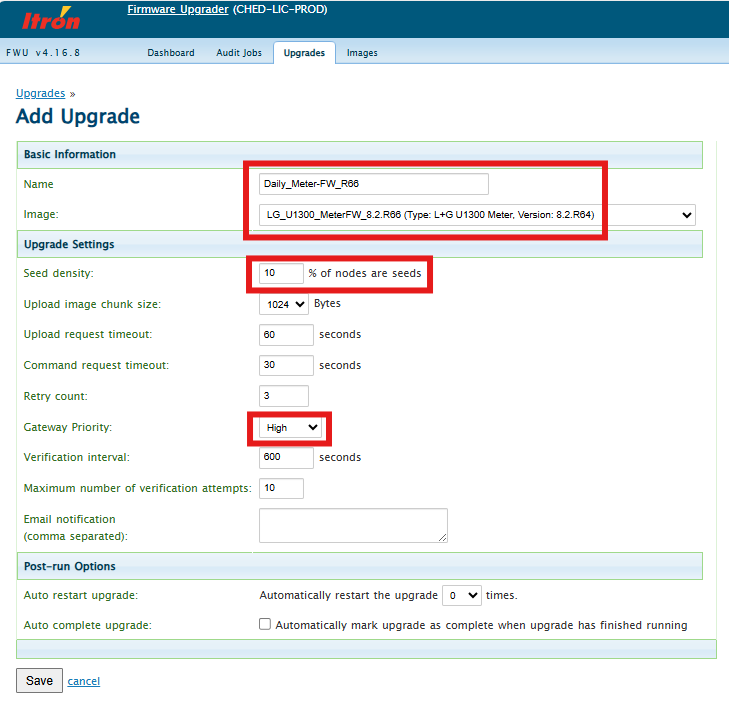 Itrón
Firmware Upgrader (CHED-LIC-PROD)
FWU v4.16.8
Dashboard Audit Jobs Upgrades Images
Upgrades »
Add Upgrade
Basic Information
Name Daily_Meter-FW_R66
Image: LG_U1300_MeterFW_8.2.R66 (Type: L+G U1300 Meter, Version: 8.2.R64)
Upgrade Settings
Seed density: 10 % of nodes are seeds
Upload image chunk size: 1024 Bytes
Upload request timeout: 60 seconds
Command request timeout: 30 seconds
Retry count: 3
Gateway Priority: High
Verification interval: 600 seconds
Maximum number of verification attempts: 10
Email notification
(comma separated):
Post-run Options
Auto restart upgrade: Automatically restart the upgrade 0 times.
Auto complete upgrade: Automatically mark upgrade as complete when upgrade has finished running
Save cancel